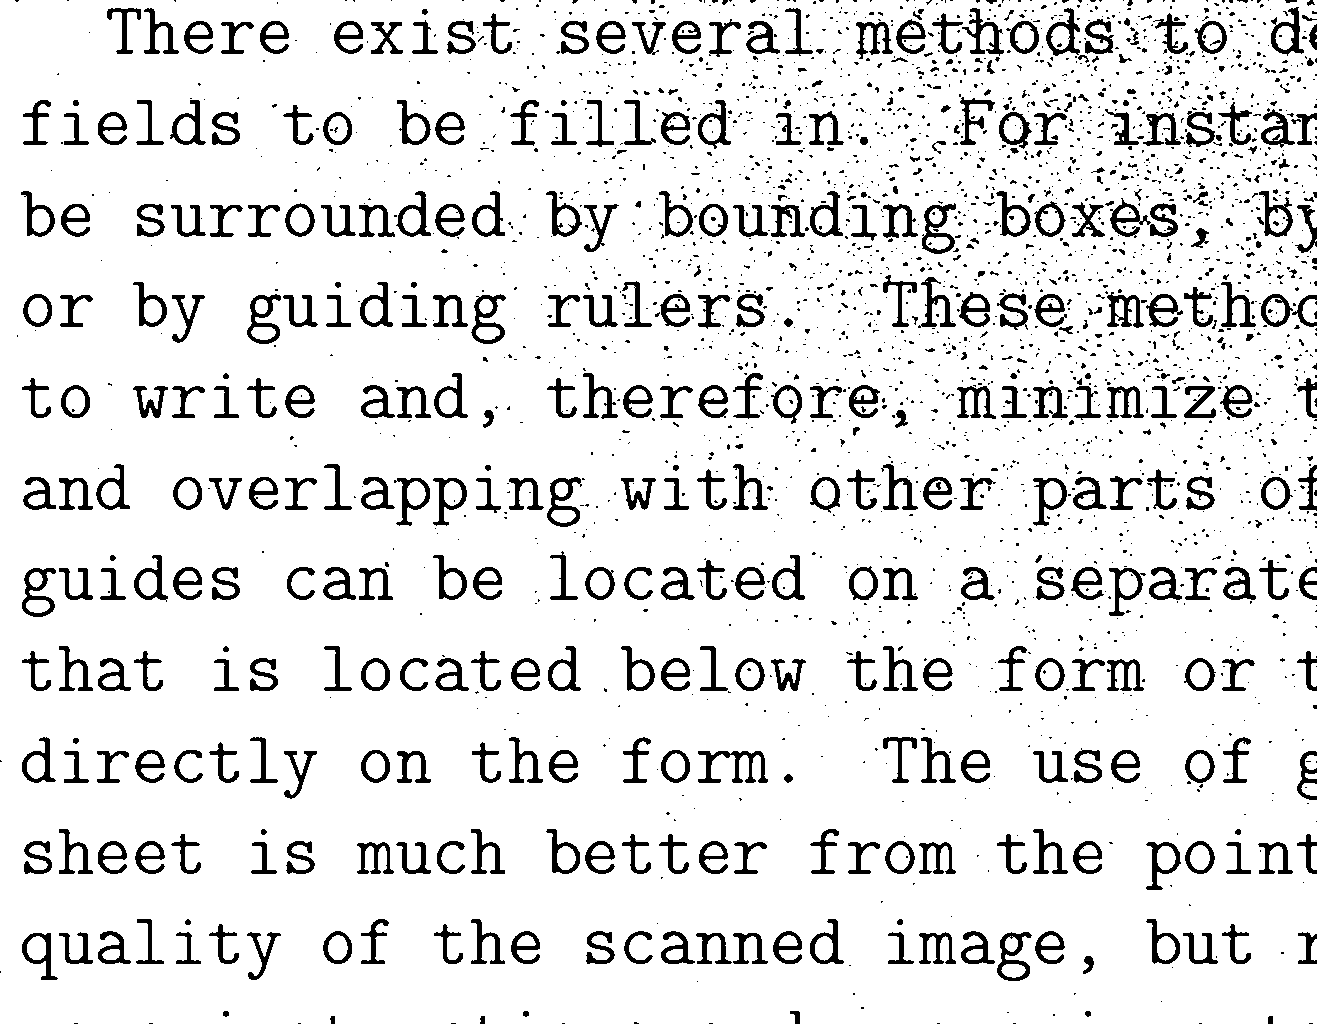 There exist several methods to de
fields to be filled in. For instan
be surrounded by bounding boxes, by
or by guiding rulers. These method
to write and, therefore, minimize t
and overlapping with other parts of
guides can be located on a separate
that is located below the form or t
directly on the form. The use of g
sheet is much better from the point
quality of the scanned image, but r